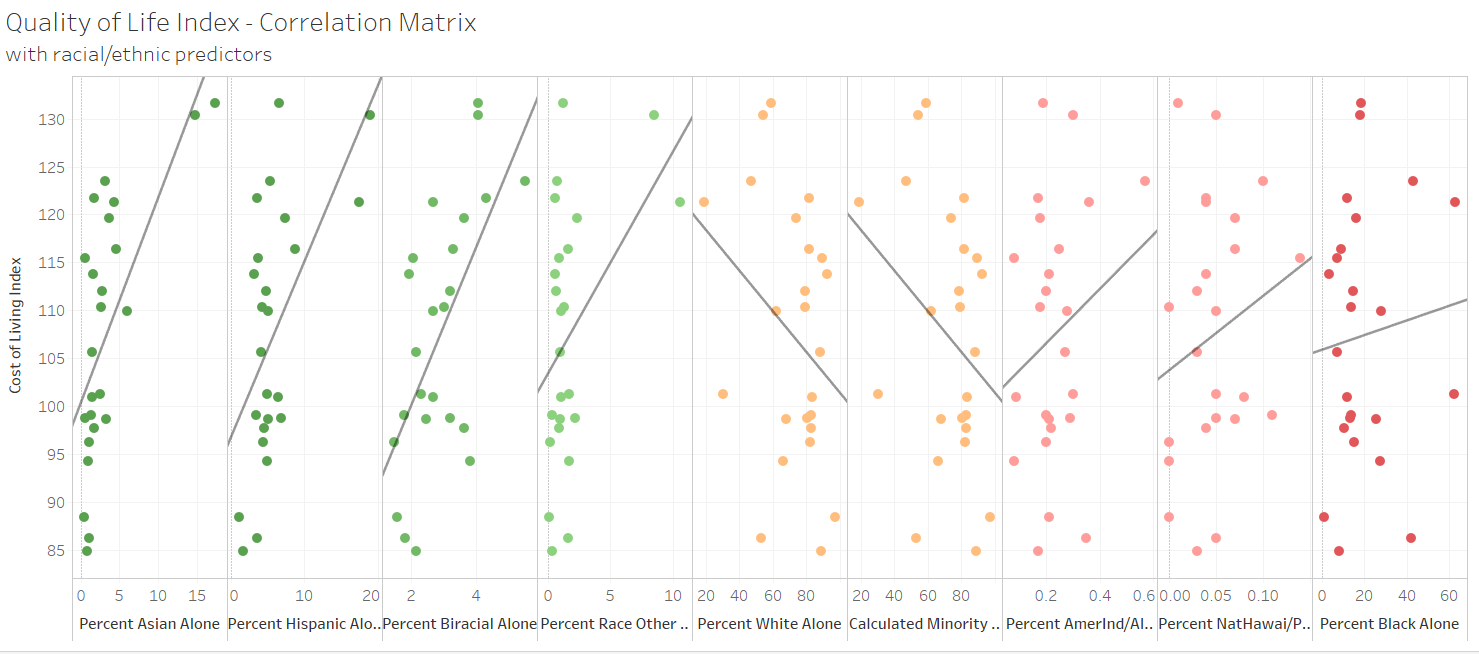 Quality of Life Index - Correlation Matrix
with racial/ethnic predictors
Cost of Living Index
130
125
120
115
110
105
100
95
90
85
0 5 10 15
0 10 20
2 4
0 5 10
20 40 60 80
20 40 60 80
0.2 0.4 0.6
0.00 0.05 0.10
0 20 40 60
Percent Asian Alone
Percent Hispanic Alo..
Percent Biracial Alone
Percent Race Other ..
Percent White Alone
Calculated Minority ..
Percent AmerInd/Al..
Percent NatHawai/P..
Percent Black Alone